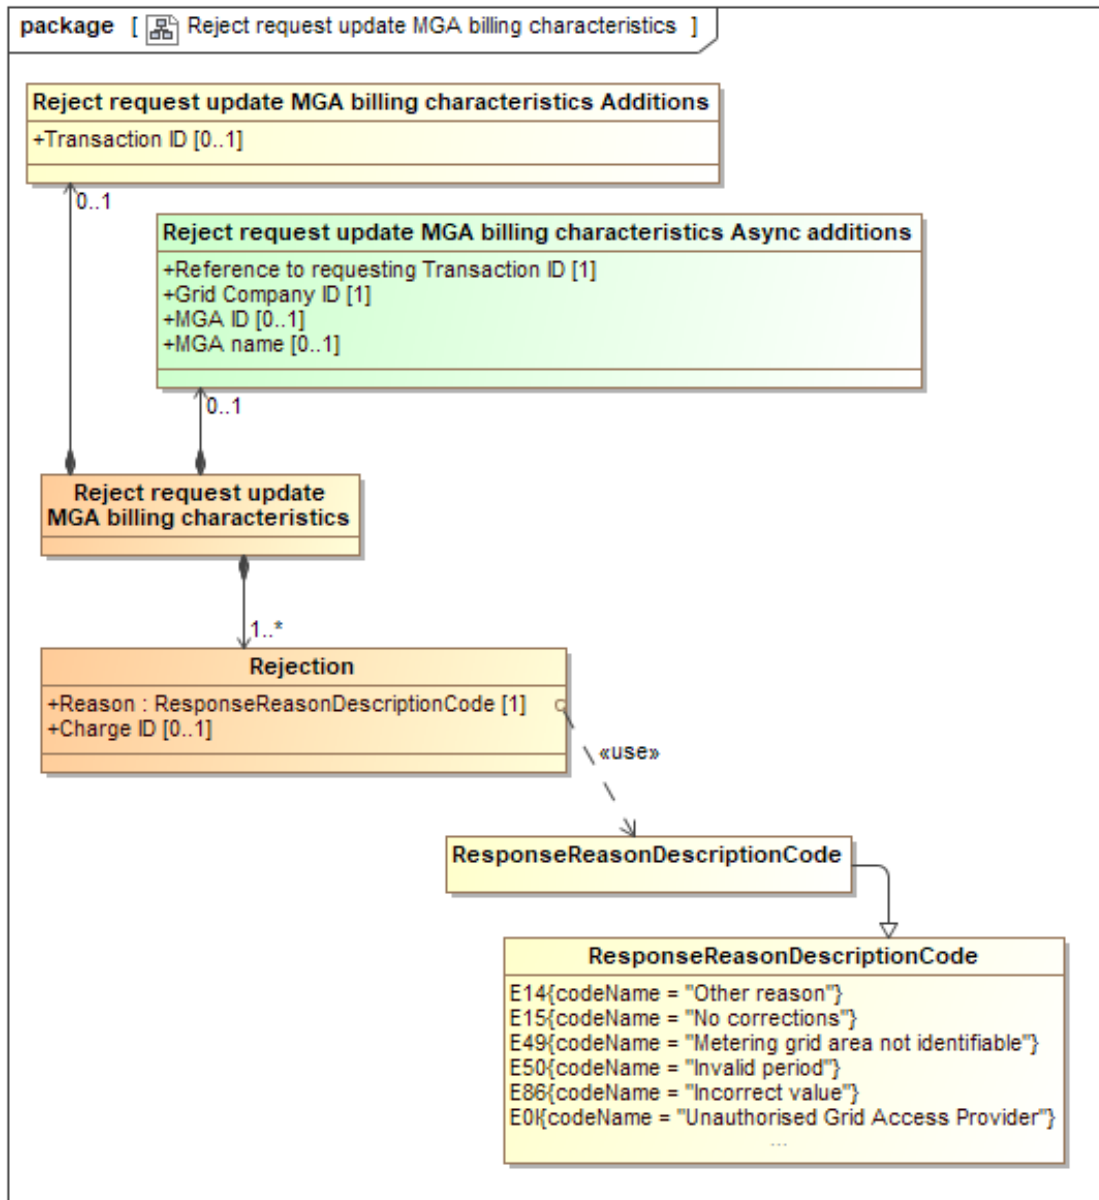 package [ Reject request update MGA billing characteristics ]
Reject request update MGA billing characteristics Additions
+Transaction ID [0..1]
0..1
Reject request update MGA billing characteristics Async additions
+Reference to requesting Transaction ID [1]
+Grid Company ID [1]
+MGA ID [0..1]
+MGA name [0..1]
0..1
Reject request update
MGA billing characteristics
1..*
Rejection
+Reason : ResponseReasonDescriptionCode [1]
+Charge ID [0..1]
«use»
ResponseReasonDescriptionCode
ResponseReasonDescriptionCode
E14{codeName = "Other reason"}
E15{codeName = "No corrections"}
E49{codeName = "Metering grid area not identifiable"}
E50{codeName = "Invalid period"}
E86{codeName = "Incorrect value"}
{codeName = "Unauthorised Grid Access Provider"}
...